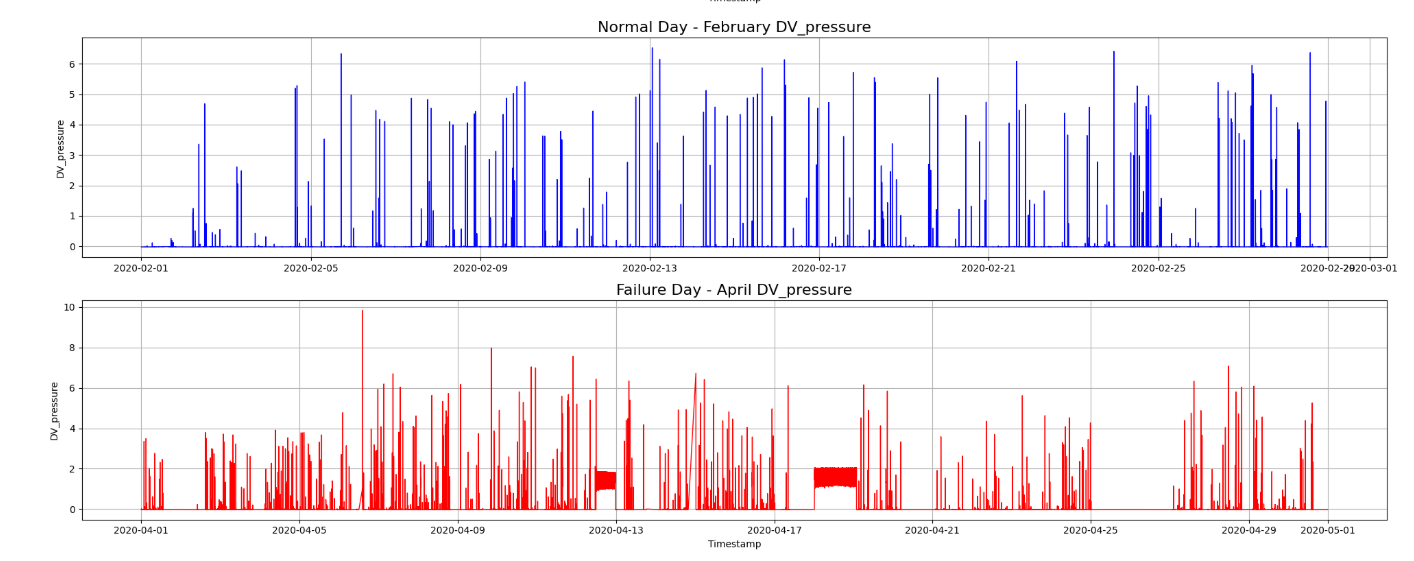 Timestamp
Normal Day - February DV_pressure
DV_pressure
6
5
4
3
2
1
0
2020-02-01 2020-02-05 2020-02-09 2020-02-13 2020-02-17 2020-02-21 2020-02-25 2020-02-29 2020-03-01
Failure Day - April DV_pressure
DV_pressure
10
8
6
4
2
0
2020-04-01 2020-04-05 2020-04-09 2020-04-13 2020-04-17 2020-04-21 2020-04-25 2020-04-29 2020-05-01
Timestamp